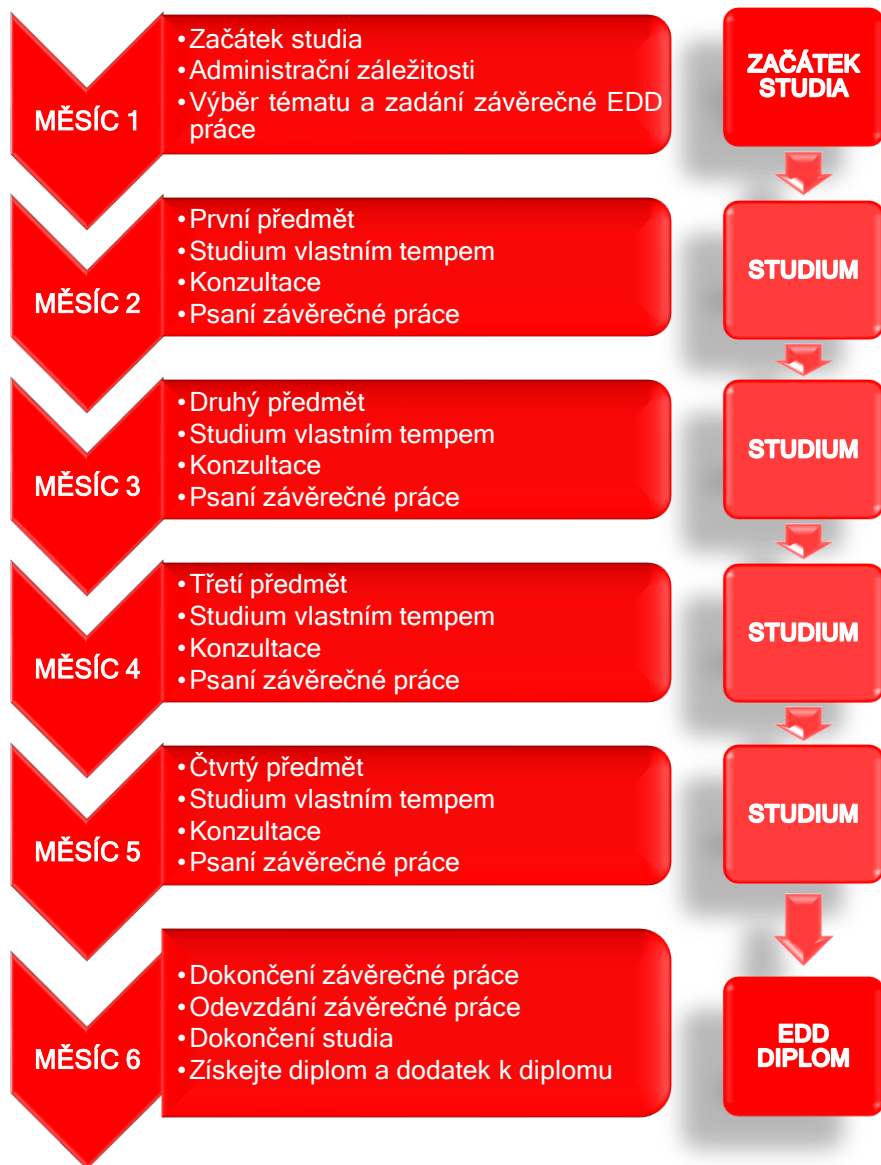 MĚSÍC 1
•Začátek studia
•Administrační záležitosti
•Výběr tématu a zadání závěrečné EDD
práce
ZAČÁTEK
STUDIA
MĚSÍC 2
•První předmět
•Studium vlastním tempem
•Konzultace
•Psaní závěrečné práce
STUDIUM
MĚSÍC 3
•Druhý předmět
•Studium vlastním tempem
•Konzultace
•Psaní závěrečné práce
STUDIUM
MĚSÍC 4
•Třetí předmět
•Studium vlastním tempem
•Konzultace
•Psaní závěrečné práce
STUDIUM
MĚSÍC 5
•Čtvrtý předmět
•Studium vlastním tempem
•Konzultace
•Psaní závěrečné práce
STUDIUM
MĚSÍC 6
•Dokončení závěrečné práce
•Odevzdání závěrečné práce
•Dokončení studia
•Získejte diplom a dodatek k diplomu
EDD
DIPLOM